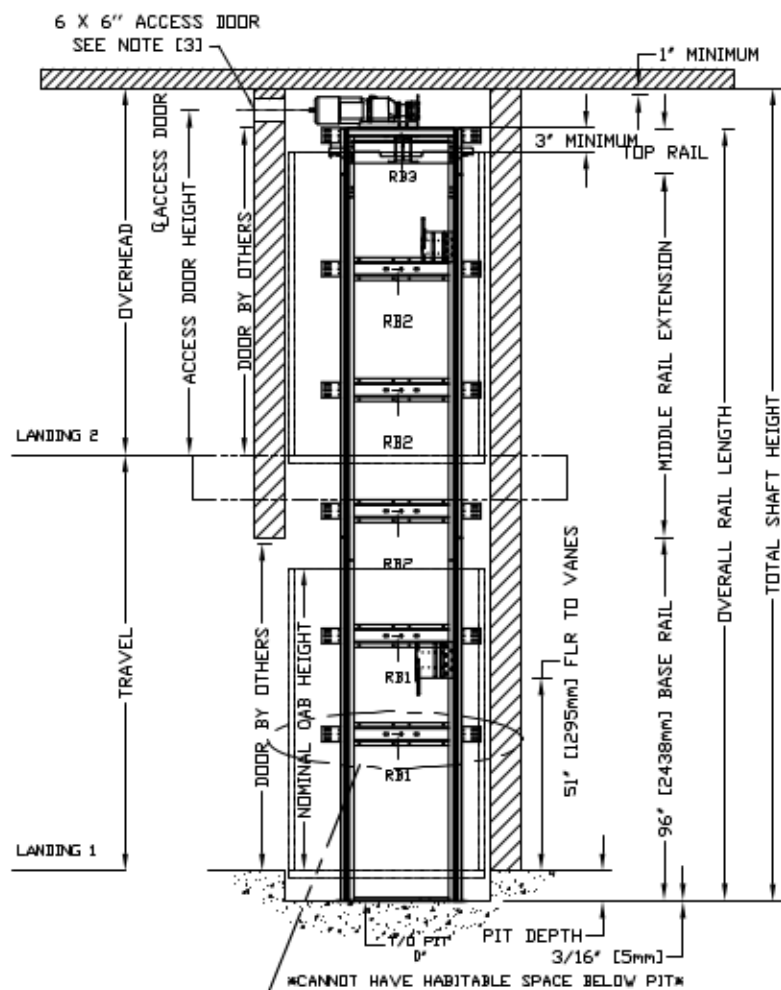 6 X 6" ACCESS DOOR
SEE NOTE [3]
1" MINIMUM
3" MINIMUM
TOP RAIL
℄ACCESS DOOR
ACCESS DOOR HEIGHT
DOOR BY OTHERS
OVERHEAD
RB3
RB2
RB2
RB2
RB1
RB1
MIDDLE RAIL EXTENSION
OVERALL RAIL LENGTH
TOTAL SHAFT HEIGHT
LANDING 2
TRAVEL
DOOR BY OTHERS
NOMINAL CAB HEIGHT
51" [1295mm] FLR TO VANES
96" [2438mm] BASE RAIL
LANDING 1
T/O PIT
0"
PIT DEPTH
3/16" [5mm]
*CANNOT HAVE HABITABLE SPACE BELOW PIT*